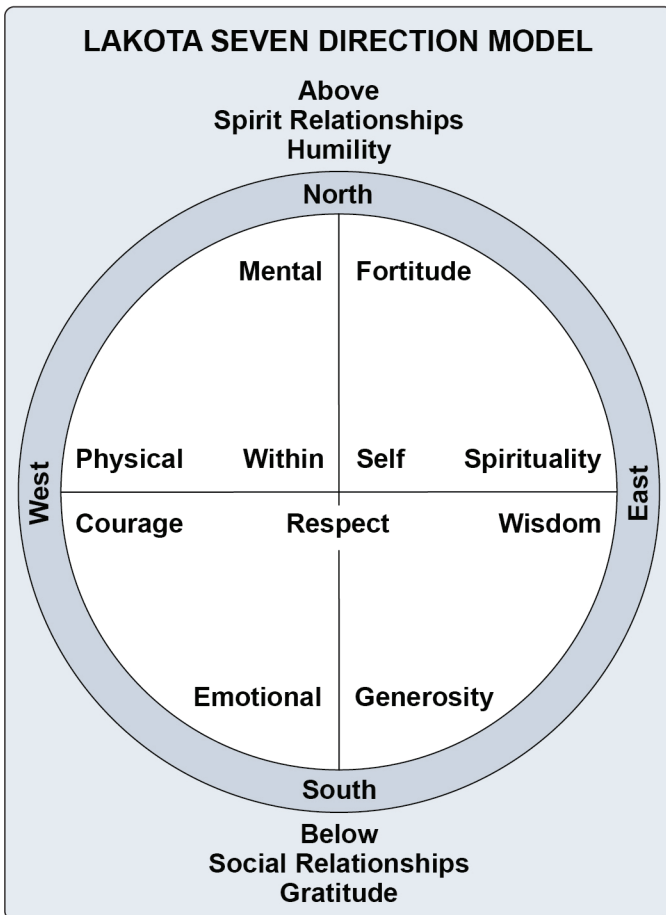 LAKOTA SEVEN DIRECTION MODEL
Above
Spirit Relationships
Humility
North
Mental Fortitude
West
Physical Within Self Spirituality
East
Courage Respect Wisdom
Emotional Generosity
South
Below
Social Relationships
Gratitude